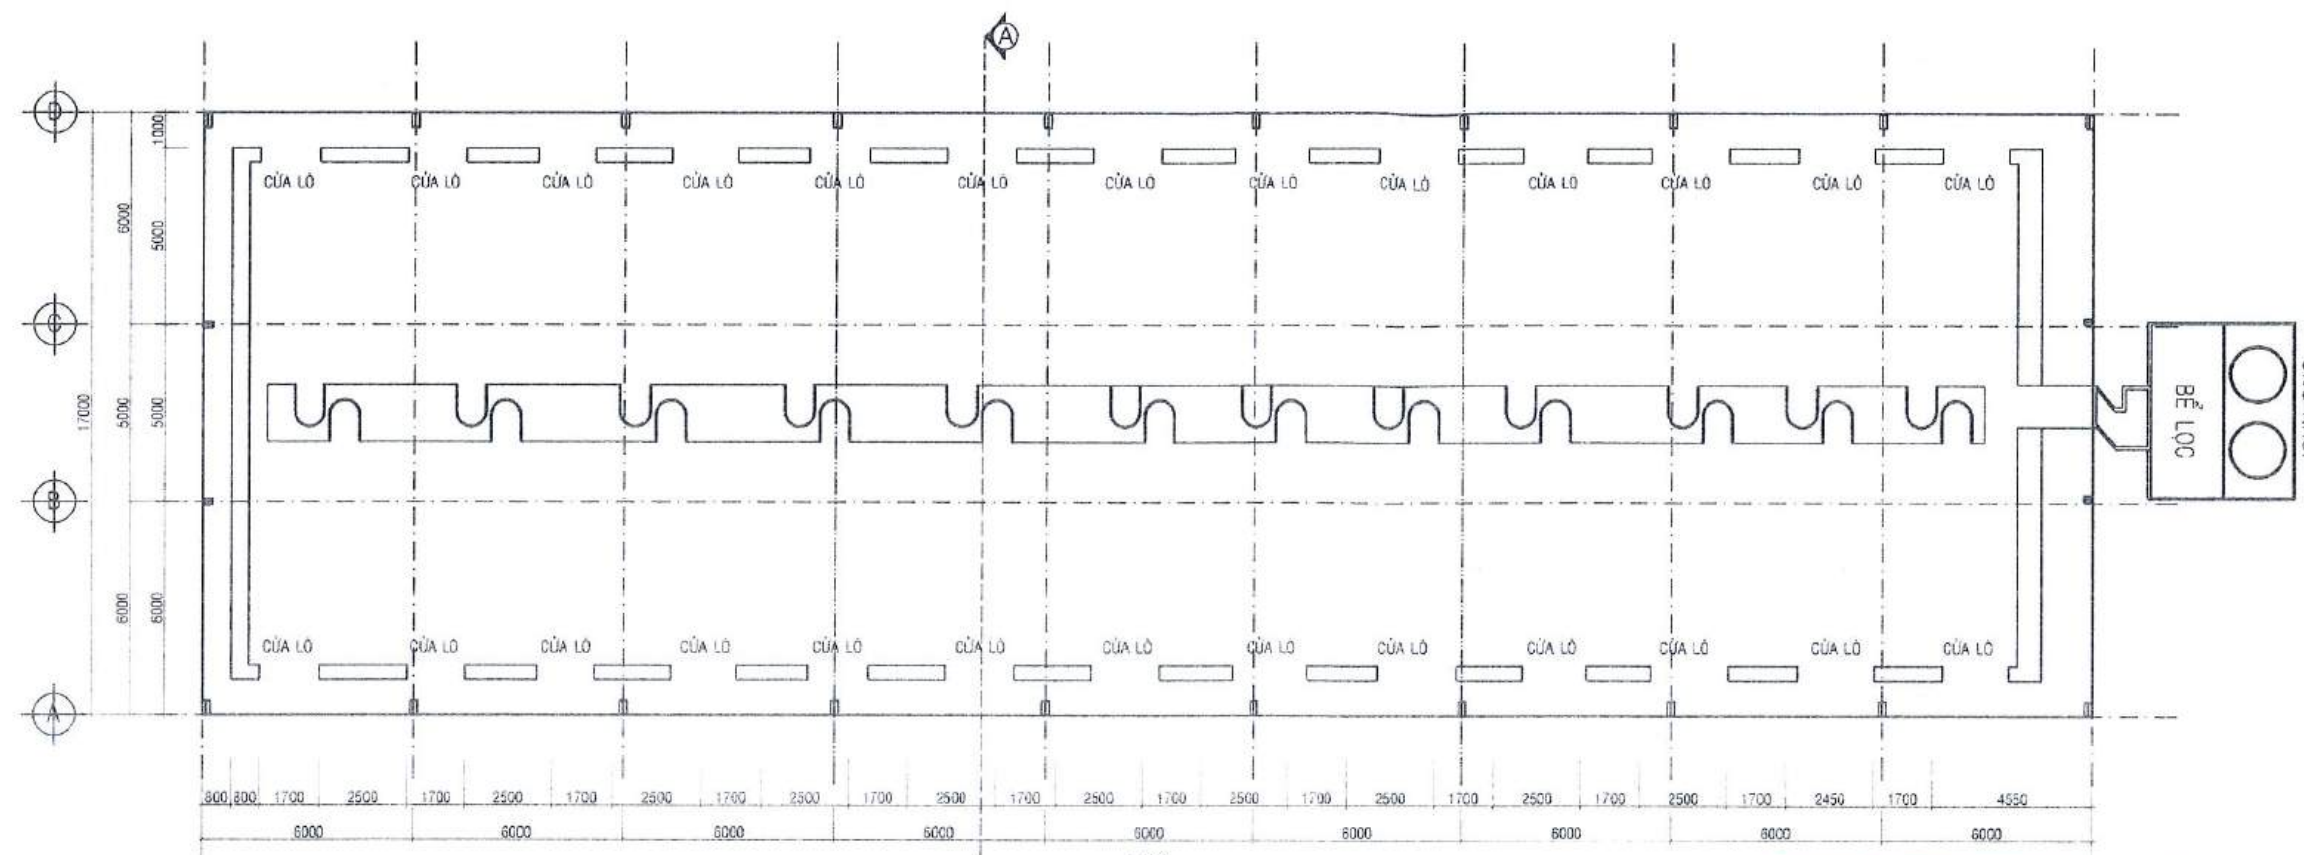 A
D
1000
CỬA LÒ CỬA LÒ CỬA LÒ CỬA LÒ CỬA LÒ CỬA LÒ CỬA LÒ CỬA LÒ CỬA LÒ CỬA LÒ CỬA LÒ CỬA LÒ CỬA LÒ
6000 5000
C
17000 5000 5000
BỂ LỌC
B
6000 6000
CỬA LÒ CỬA LÒ CỬA LÒ CỬA LÒ CỬA LÒ CỬA LÒ CỬA LÒ CỬA LÒ CỬA LÒ CỬA LÒ CỬA LÒ CỬA LÒ CỬA LÒ
A
800 800 1700 2500 1700 2500 1700 2500 1700 2500 1700 2500 1700 2500 1700 2500 1700 2500 1700 2500 1700 2500 1700 2450 1700 4550
6000 6000 6000 6000 6000 6000 6000 6000 6000